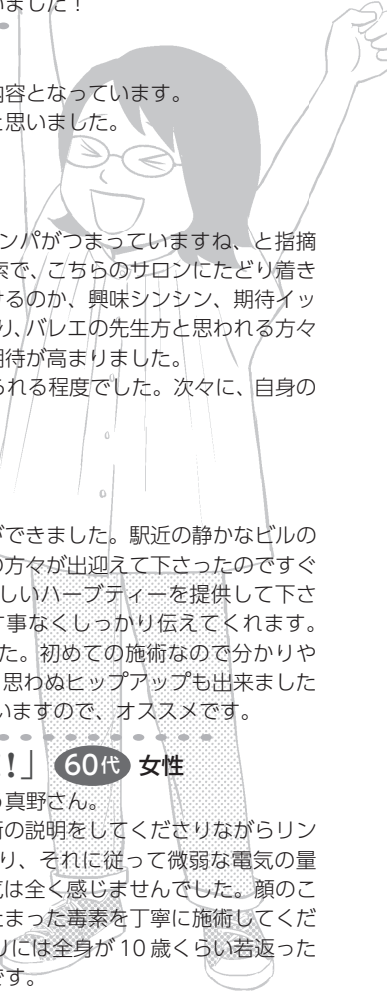 いました！
内容となっています。
と思いました。
ンパがつまっていますね、と指摘
索で、こちらのサロンにたどり着き
けるのか、興味シンシン、期待イッ
り、バレエの先生方と思われる方々
期待が高まりました。
られる程度でした。次々に、自身の
ができました。駅近の静かなビルの
の方々が出迎えて下さったのですぐ
しいハーブティーを提供して下さ
す事なくしっかり伝えてくれます。
た。初めての施術なので分かりや
思わぬヒップアップも出来ました
いますので、オススメです。
!」 60代 女性
真野さん。
術の説明をしてくださりながらリン
り、それに従って微弱な電気の量
気は全く感じませんでした。顔のこ
たまった毒素を丁寧に施術してくだ
りには全身が10歳くらい若返った
です。